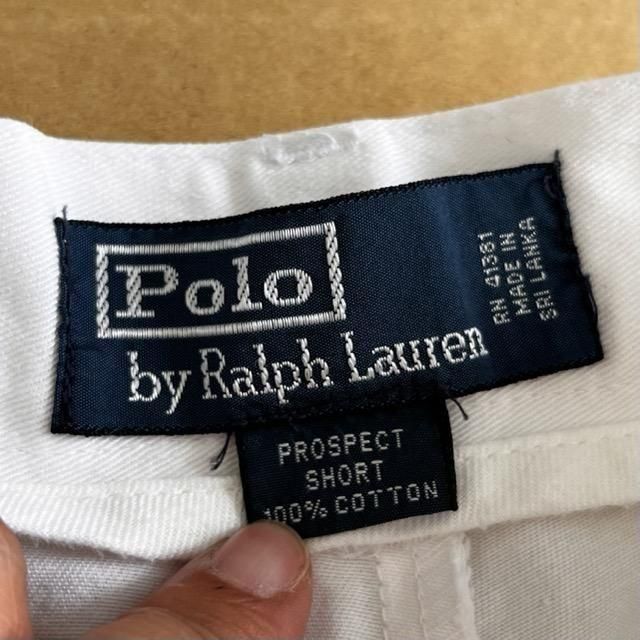 Polo
by Ralph Lauren
RN 41381
MADE IN
SRI LANKA
PROSPECT
SHORT
100% COTTON